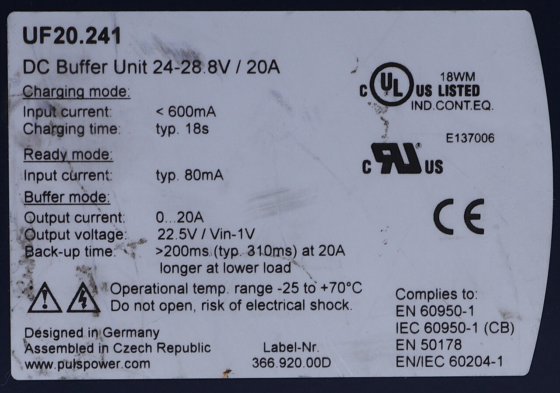 UF20.241
DC Buffer Unit 24-28.8V / 20A
Charging mode:
Input current: < 600mA
Charging time: typ. 18s
Ready mode:
Input current: typ. 80mA
Buffer mode:
Output current: 0...20A
Output voltage: 22.5V / Vin-1V
Back-up time: >200ms (typ. 310ms) at 20A
longer at lower load
Operational temp. range -25 to +70°C
Do not open, risk of electrical shock.
Designed in Germany
Assembled in Czech Republic
www.pulspower.com
Label-Nr.
366.920.00D
C UL US LISTED
18WM
IND.CONT.EQ.
E137006
C RU US
CE
Complies to:
EN 60950-1
IEC 60950-1 (CB)
EN 50178
EN/IEC 60204-1